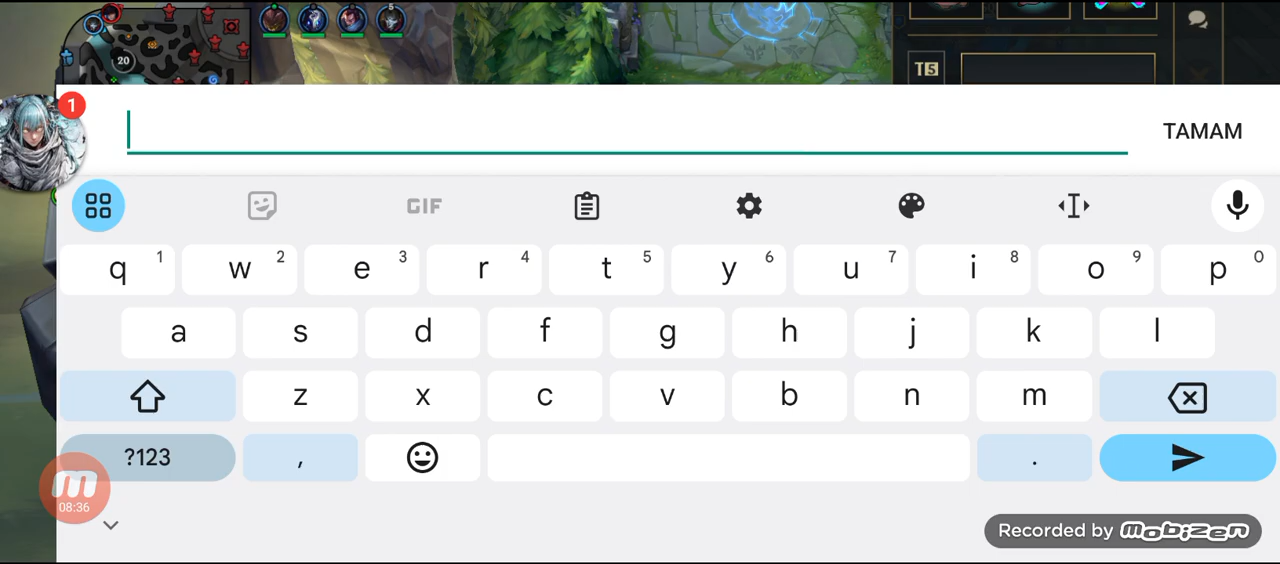 20
5
T5
1
TAMAM
GIF
q 1 w 2 e 3 r 4 t 5 y 6 u 7 i 8 o 9 p 0
a s d f g h j k l
z x c v b n m
?123 , .
m
08:36
Recorded by mobizen